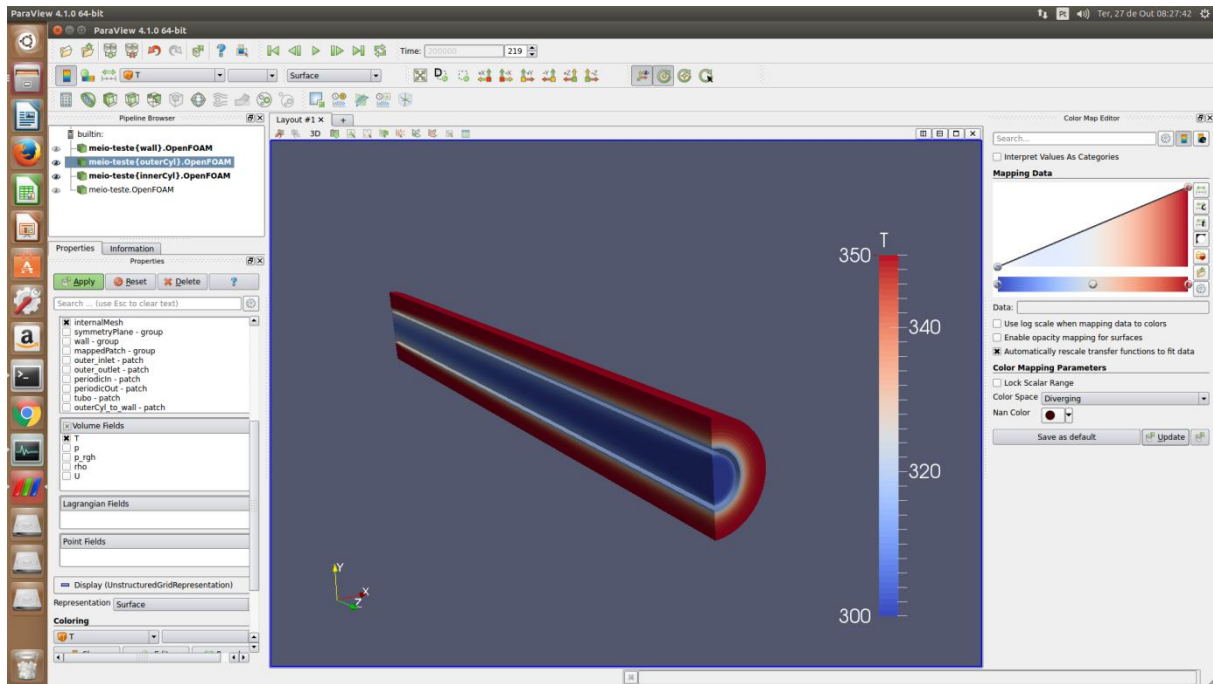 ParaView 4.1.0 64-bit
Pt Ter, 27 de Out 08:27:42
ParaView 4.1.0 64-bit
Time: 200000 219
T Surface
Pipeline Browser
Layout #1
3D
Color Map Editor
builtin:
meio-teste{wall}.OpenFOAM
meio-teste{outerCyl}.OpenFOAM
meio-teste{innerCyl}.OpenFOAM
meio-teste.OpenFOAM
Properties Information
Properties
Apply Reset Delete ?
Search ... (use Esc to clear text)
internalMesh
symmetryPlane - group
wall - group
mappedPatch - group
outer_inlet - patch
outer_outlet - patch
periodicIn - patch
periodicOut - patch
tubo - patch
outerCyl_to_wall - patch
Volume Fields
T
p
p_rgh
rho
U
Lagrangian Fields
Point Fields
Display (UnstructuredGridRepresentation)
Representation Surface
Coloring
T
T
350
340
320
300
Y
X
Z
Search...
Interpret Values As Categories
Mapping Data
Data:
Use log scale when mapping data to colors
Enable opacity mapping for surfaces
Automatically rescale transfer functions to fit data
Color Mapping Parameters
Lock Scalar Range
Color Space Diverging
Nan Color
Save as default Update